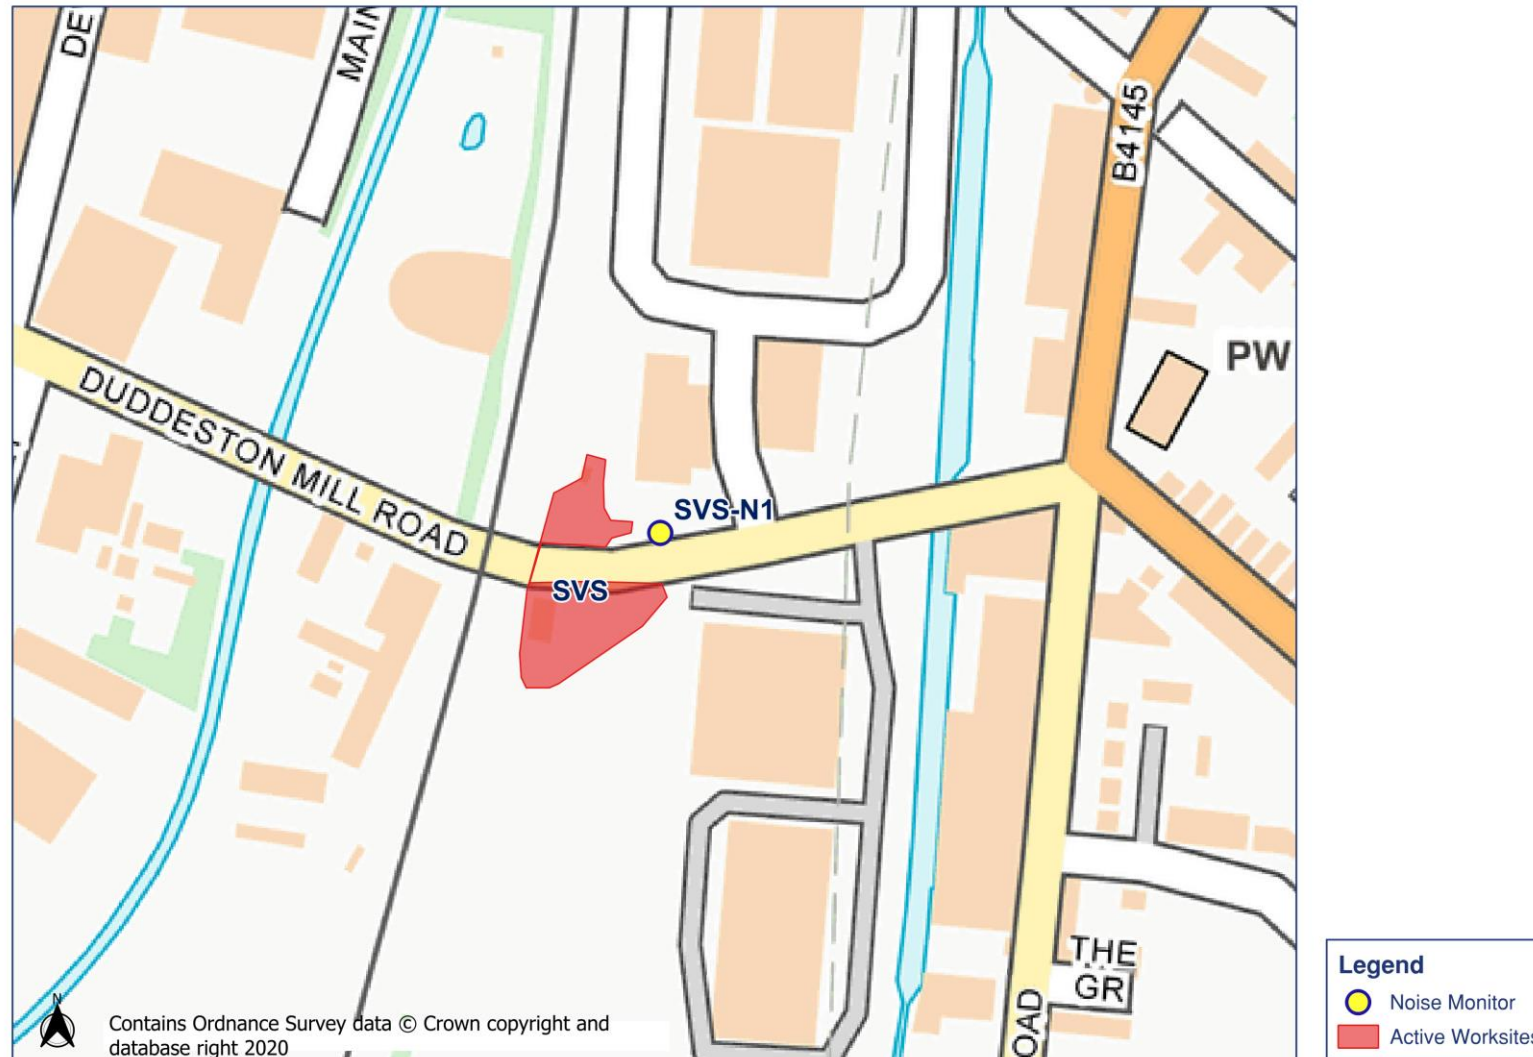 DE
MAIN
B4145
PW
DUDDESTON MILL ROAD
SVS-N1
SVS
THE
GR
OAD
N
Contains Ordnance Survey data © Crown copyright and
database right 2020
Legend
Noise Monitor
Active Worksites